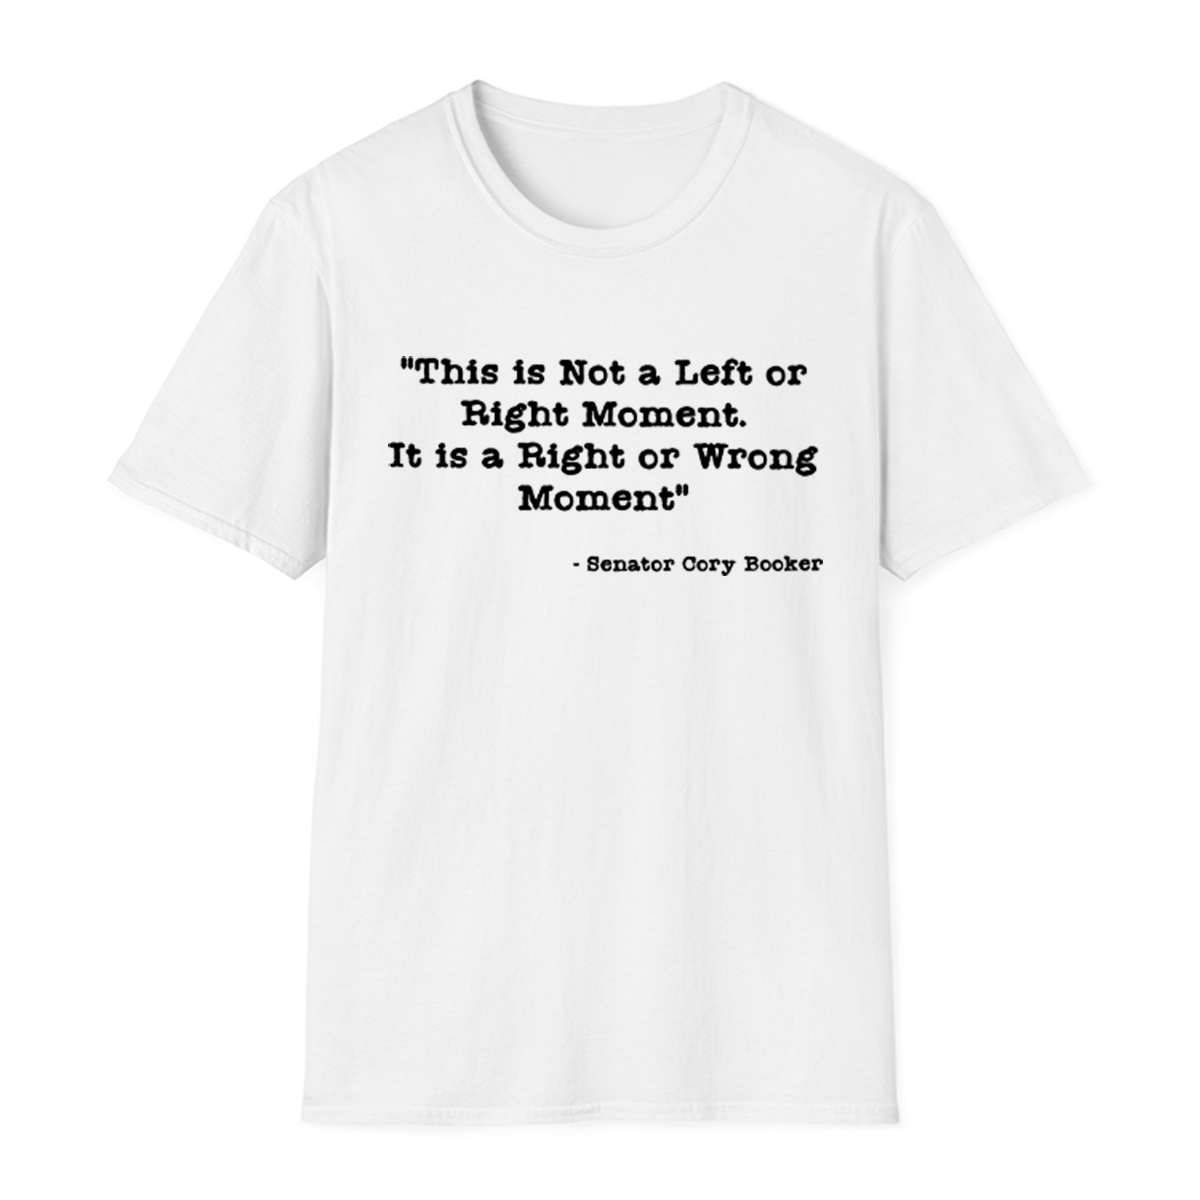 "This is Not a Left or
Right Moment.
It is a Right or Wrong
Moment"
- Senator Cory Booker